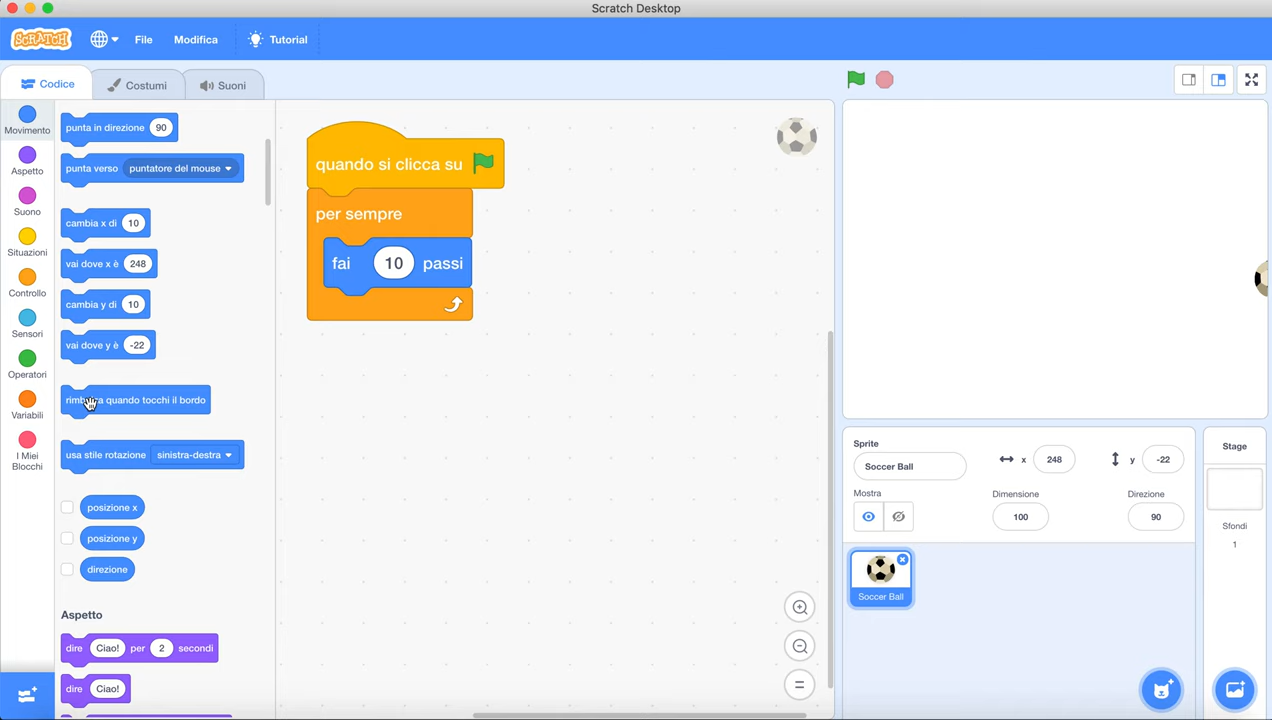 Scratch Desktop
SCRATCH File Modifica Tutorial
Codice Costumi Suoni
Movimento
Aspetto
Suono
Situazioni
Controllo
Sensori
Operatori
Variabili
I Miei
Blocchi
punta in direzione 90
punta verso puntatore del mouse
cambia x di 10
vai dove x è 248
cambia y di 10
vai dove y è -22
quando tocchi il bordo
usa stile rotazione sinistra-destra
posizione x
posizione y
direzione
Aspetto
dire Ciao! per 2 secondi
dire Ciao!
quando si clicca su
per sempre
fai 10 passi
Sprite
Soccer Ball
x 248
y -22
Mostra
Dimensione
100
Direzione
90
Soccer Ball
Stage
Sfondi
1